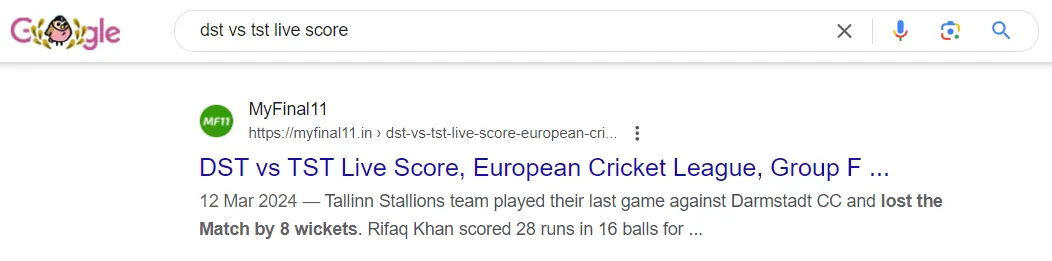 Google
dst vs tst live score
MyFinal11
MF11
https://myfinal11.in › dst-vs-tst-live-score-european-cri...
DST vs TST Live Score, European Cricket League, Group F ...
12 Mar 2024 — Tallinn Stallions team played their last game against Darmstadt CC and lost the
Match by 8 wickets. Rifaq Khan scored 28 runs in 16 balls for ...